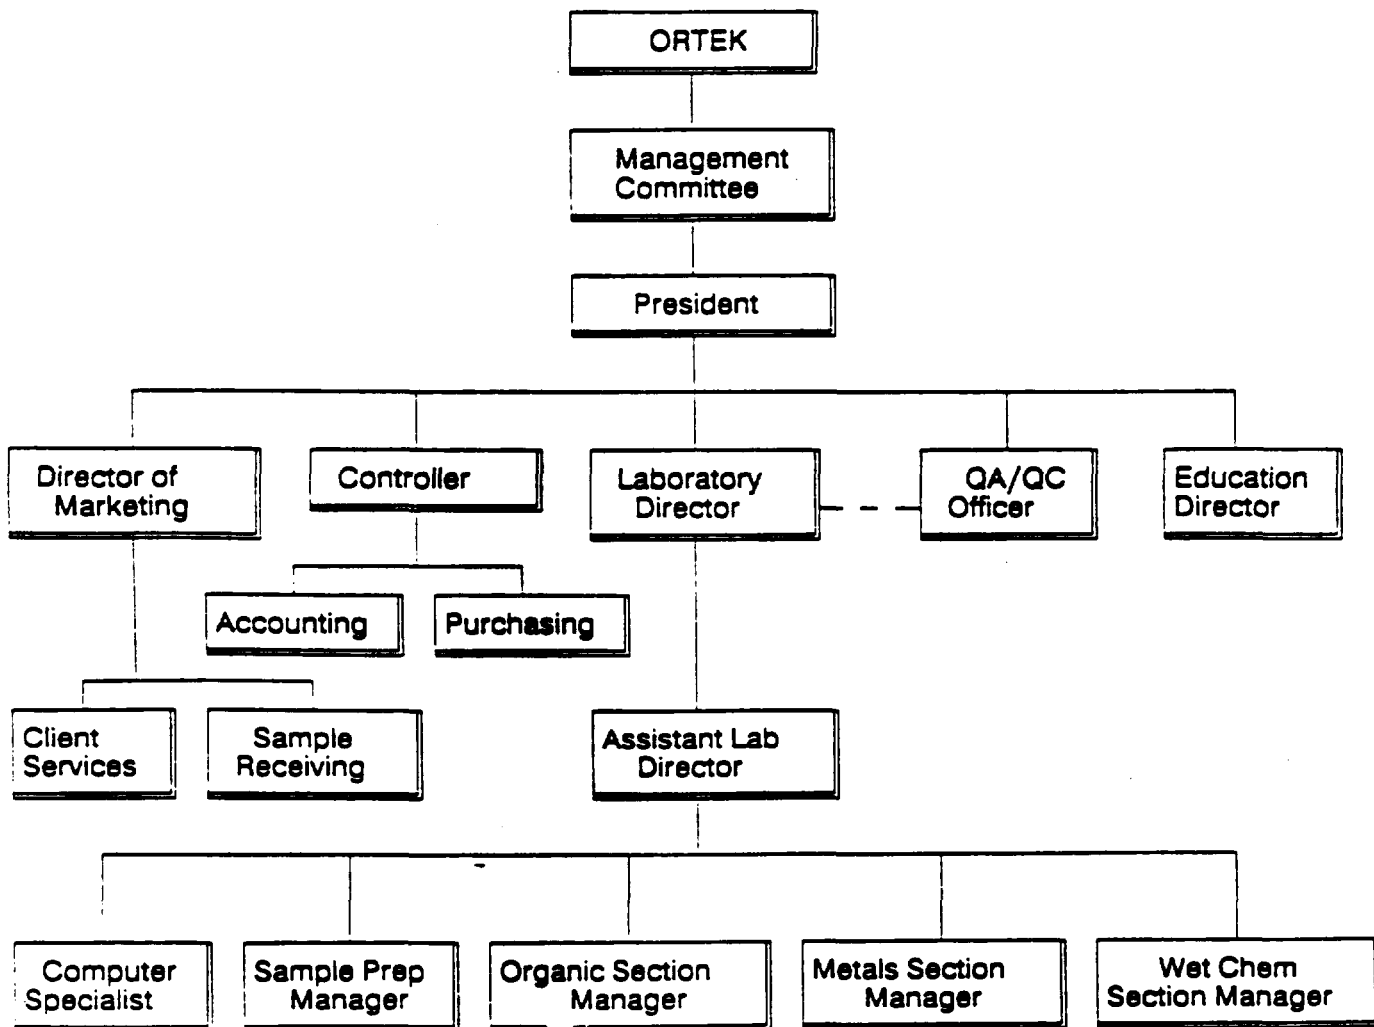 ORTEK
Management
Committee
President
Director of
Marketing
Controller
Laboratory
Director
QA/QC
Officer
Education
Director
Accounting
Purchasing
Client
Services
Sample
Receiving
Assistant Lab
Director
Computer
Specialist
Sample Prep
Manager
Organic Section
Manager
Metals Section
Manager
Wet Chem
Section Manager